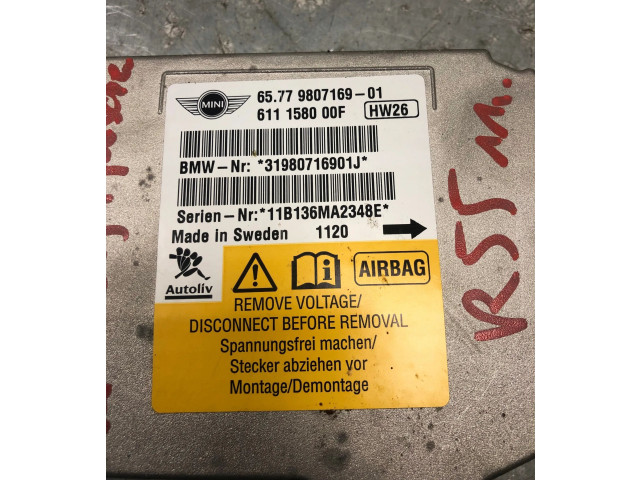 MINI
65.77 9807169-01
611 1580 00F HW26
BMW-Nr: *31980716901J*
Serien-Nr:*11B136MA2348E*
Made in Sweden 1120
Autoliv
AIRBAG
REMOVE VOLTAGE/
DISCONNECT BEFORE REMOVAL
Spannungsfrei machen/
Stecker abziehen vor
Montage/Demontage
R55 M.